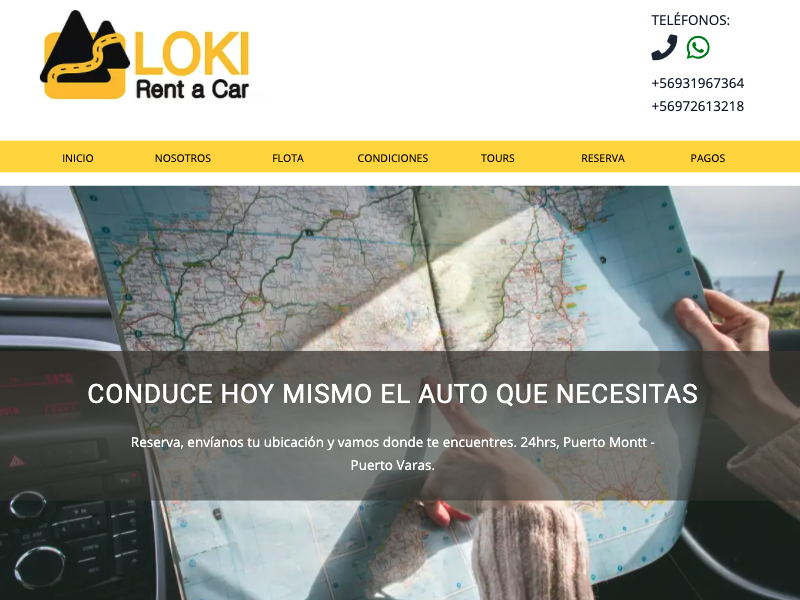 LOKI
Rent a Car
TELÉFONOS:
+56931967364
+56972613218
INICIO
NOSOTROS
FLOTA
CONDICIONES
TOURS
RESERVA
PAGOS
CONDUCE HOY MISMO EL AUTO QUE NECESITAS
Reserva, envíanos tu ubicación y vamos donde te encuentres. 24hrs, Puerto Montt -
Puerto Varas.